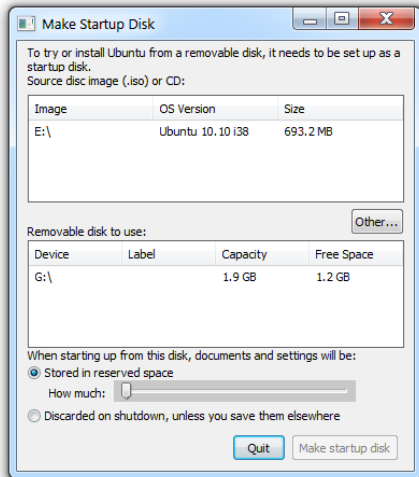 Make Startup Disk
To try or install Ubuntu from a removable disk, it needs to be set up as a
startup disk.
Source disc image (.iso) or CD:
Image OS Version Size
E:\ Ubuntu 10.10 i38 693.2 MB
Other...
Removable disk to use:
Device Label Capacity Free Space
G:\ 1.9 GB 1.2 GB
When starting up from this disk, documents and settings will be:
Stored in reserved space
How much:
Discarded on shutdown, unless you save them elsewhere
Quit Make startup disk